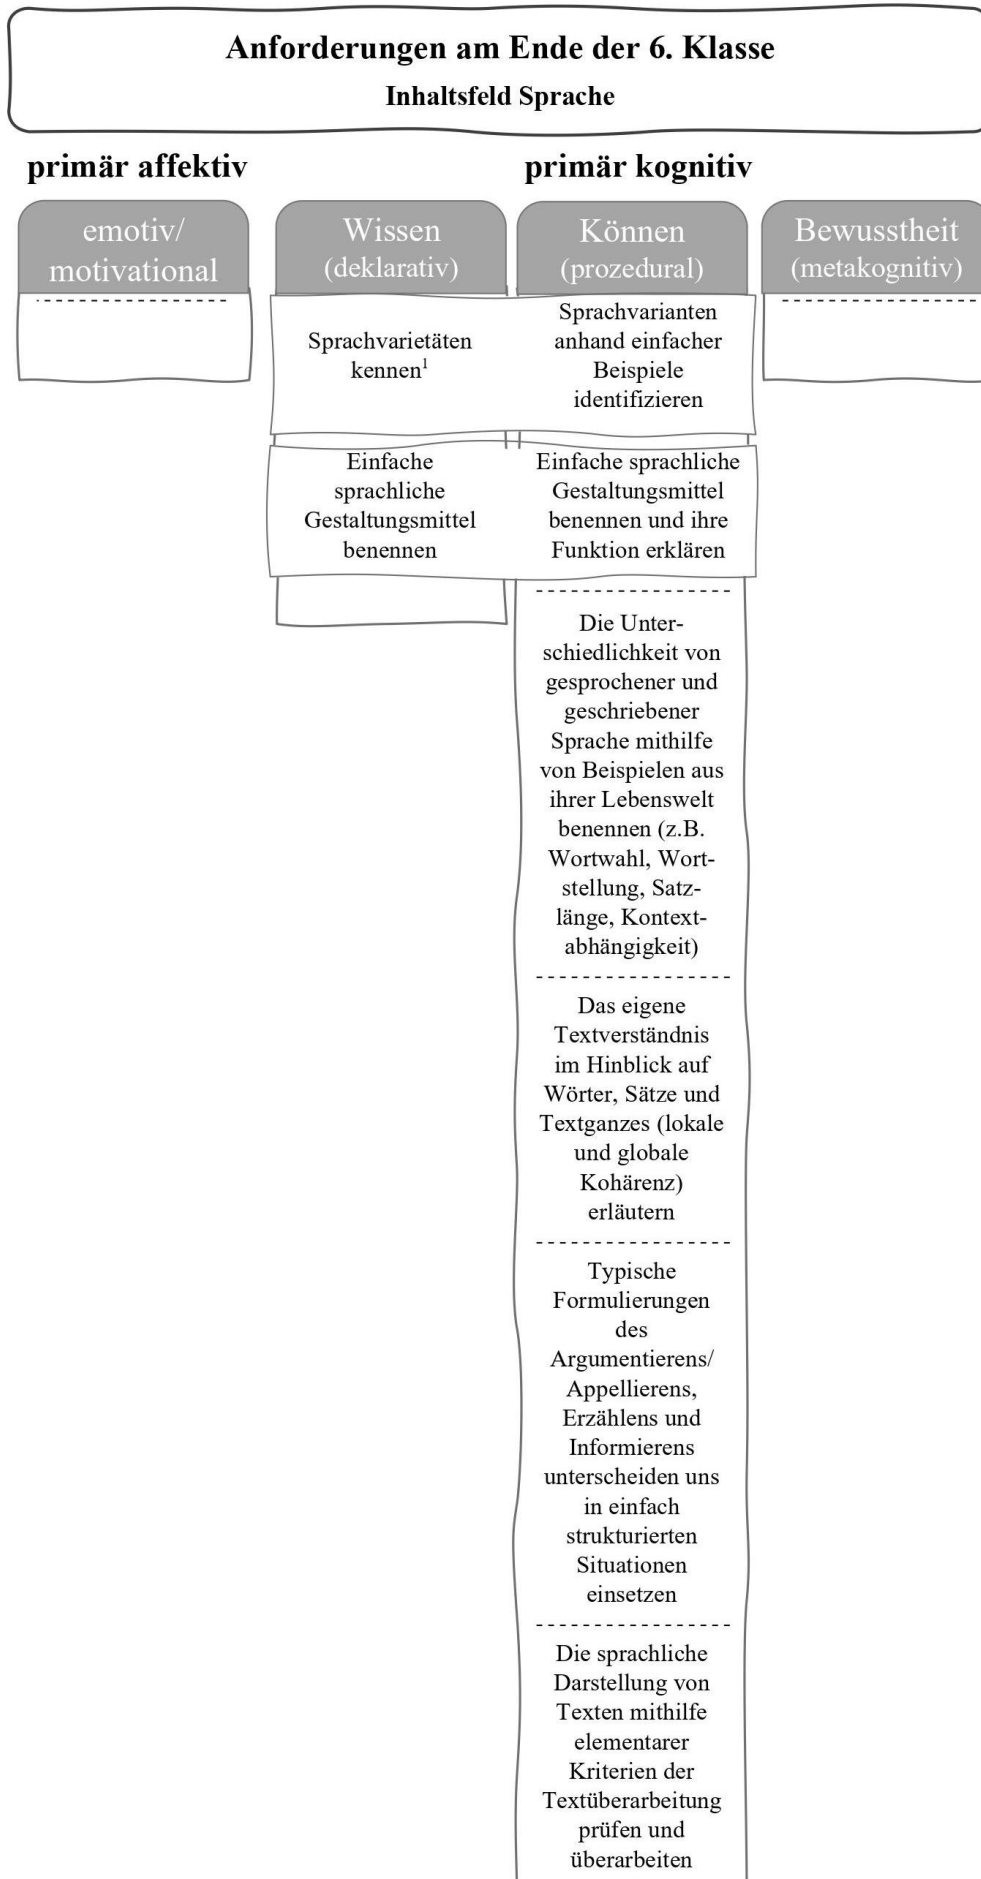 Anforderungen am Ende der 6. Klasse
Inhaltsfeld Sprache
primär affektiv
primär kognitiv
emotiv/
motivational
Wissen
(deklarativ)
Können
(prozedural)
Bewusstheit
(metakognitiv)
Sprachvarietäten
kennen¹
Sprachvarianten
anhand einfacher
Beispiele
identifizieren
Einfache
sprachliche
Gestaltungsmittel
benennen
Einfache sprachliche
Gestaltungsmittel
benennen und ihre
Funktion erklären
Die Unter-
schiedlichkeit von
gesprochener und
geschriebener
Sprache mithilfe
von Beispielen aus
ihrer Lebenswelt
benennen (z.B.
Wortwahl, Wort-
stellung, Satz-
länge, Kontext-
abhängigkeit)
Das eigene
Textverständnis
im Hinblick auf
Wörter, Sätze und
Textganzes (lokale
und globale
Kohärenz)
erläutern
Typische
Formulierungen
des
Argumentierens/
Appellierens,
Erzählens und
Informierens
unterscheiden uns
in einfach
strukturierten
Situationen
einsetzen
Die sprachliche
Darstellung von
Texten mithilfe
elementarer
Kriterien der
Textüberarbeitung
prüfen und
überarbeiten